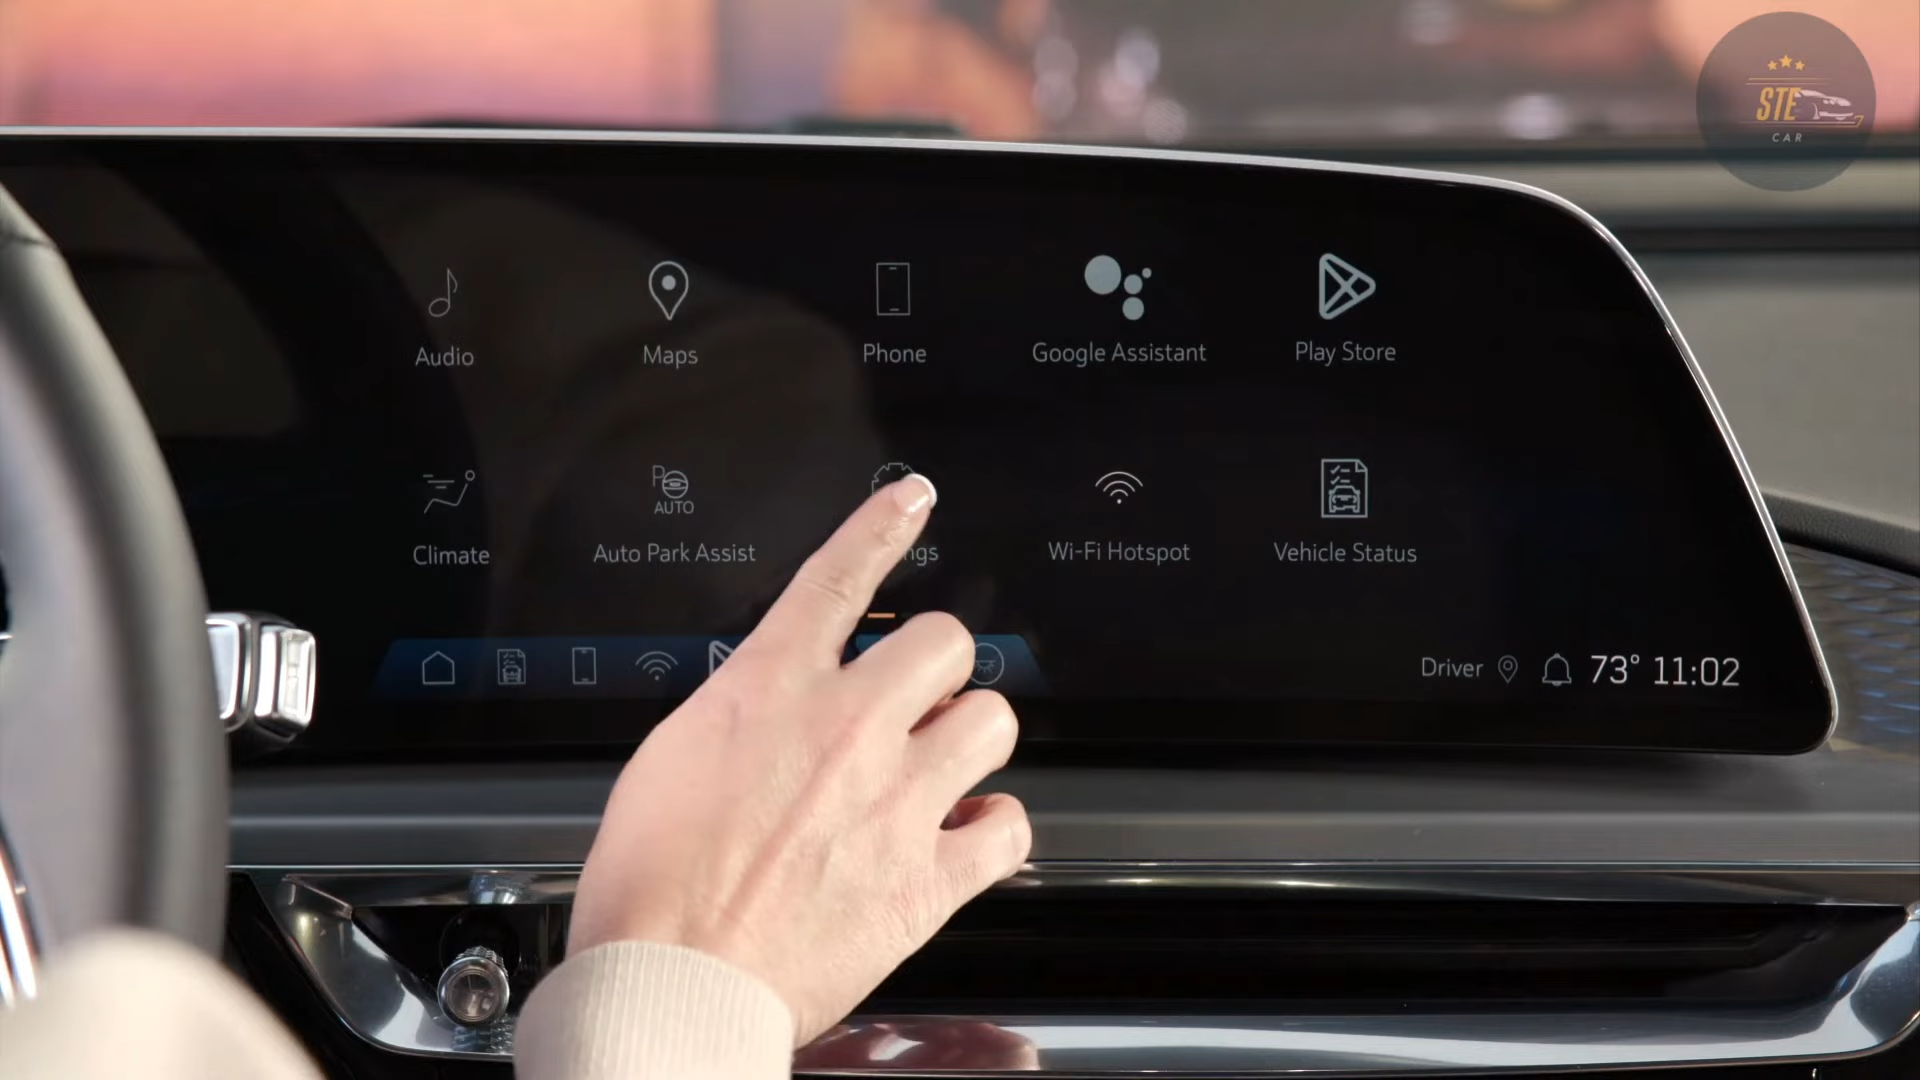 STE
CAR
Audio
Maps
Phone
Google Assistant
Play Store
P
AUTO
Climate
Auto Park Assist
Wi-Fi Hotspot
Vehicle Status
Driver 73° 11:02